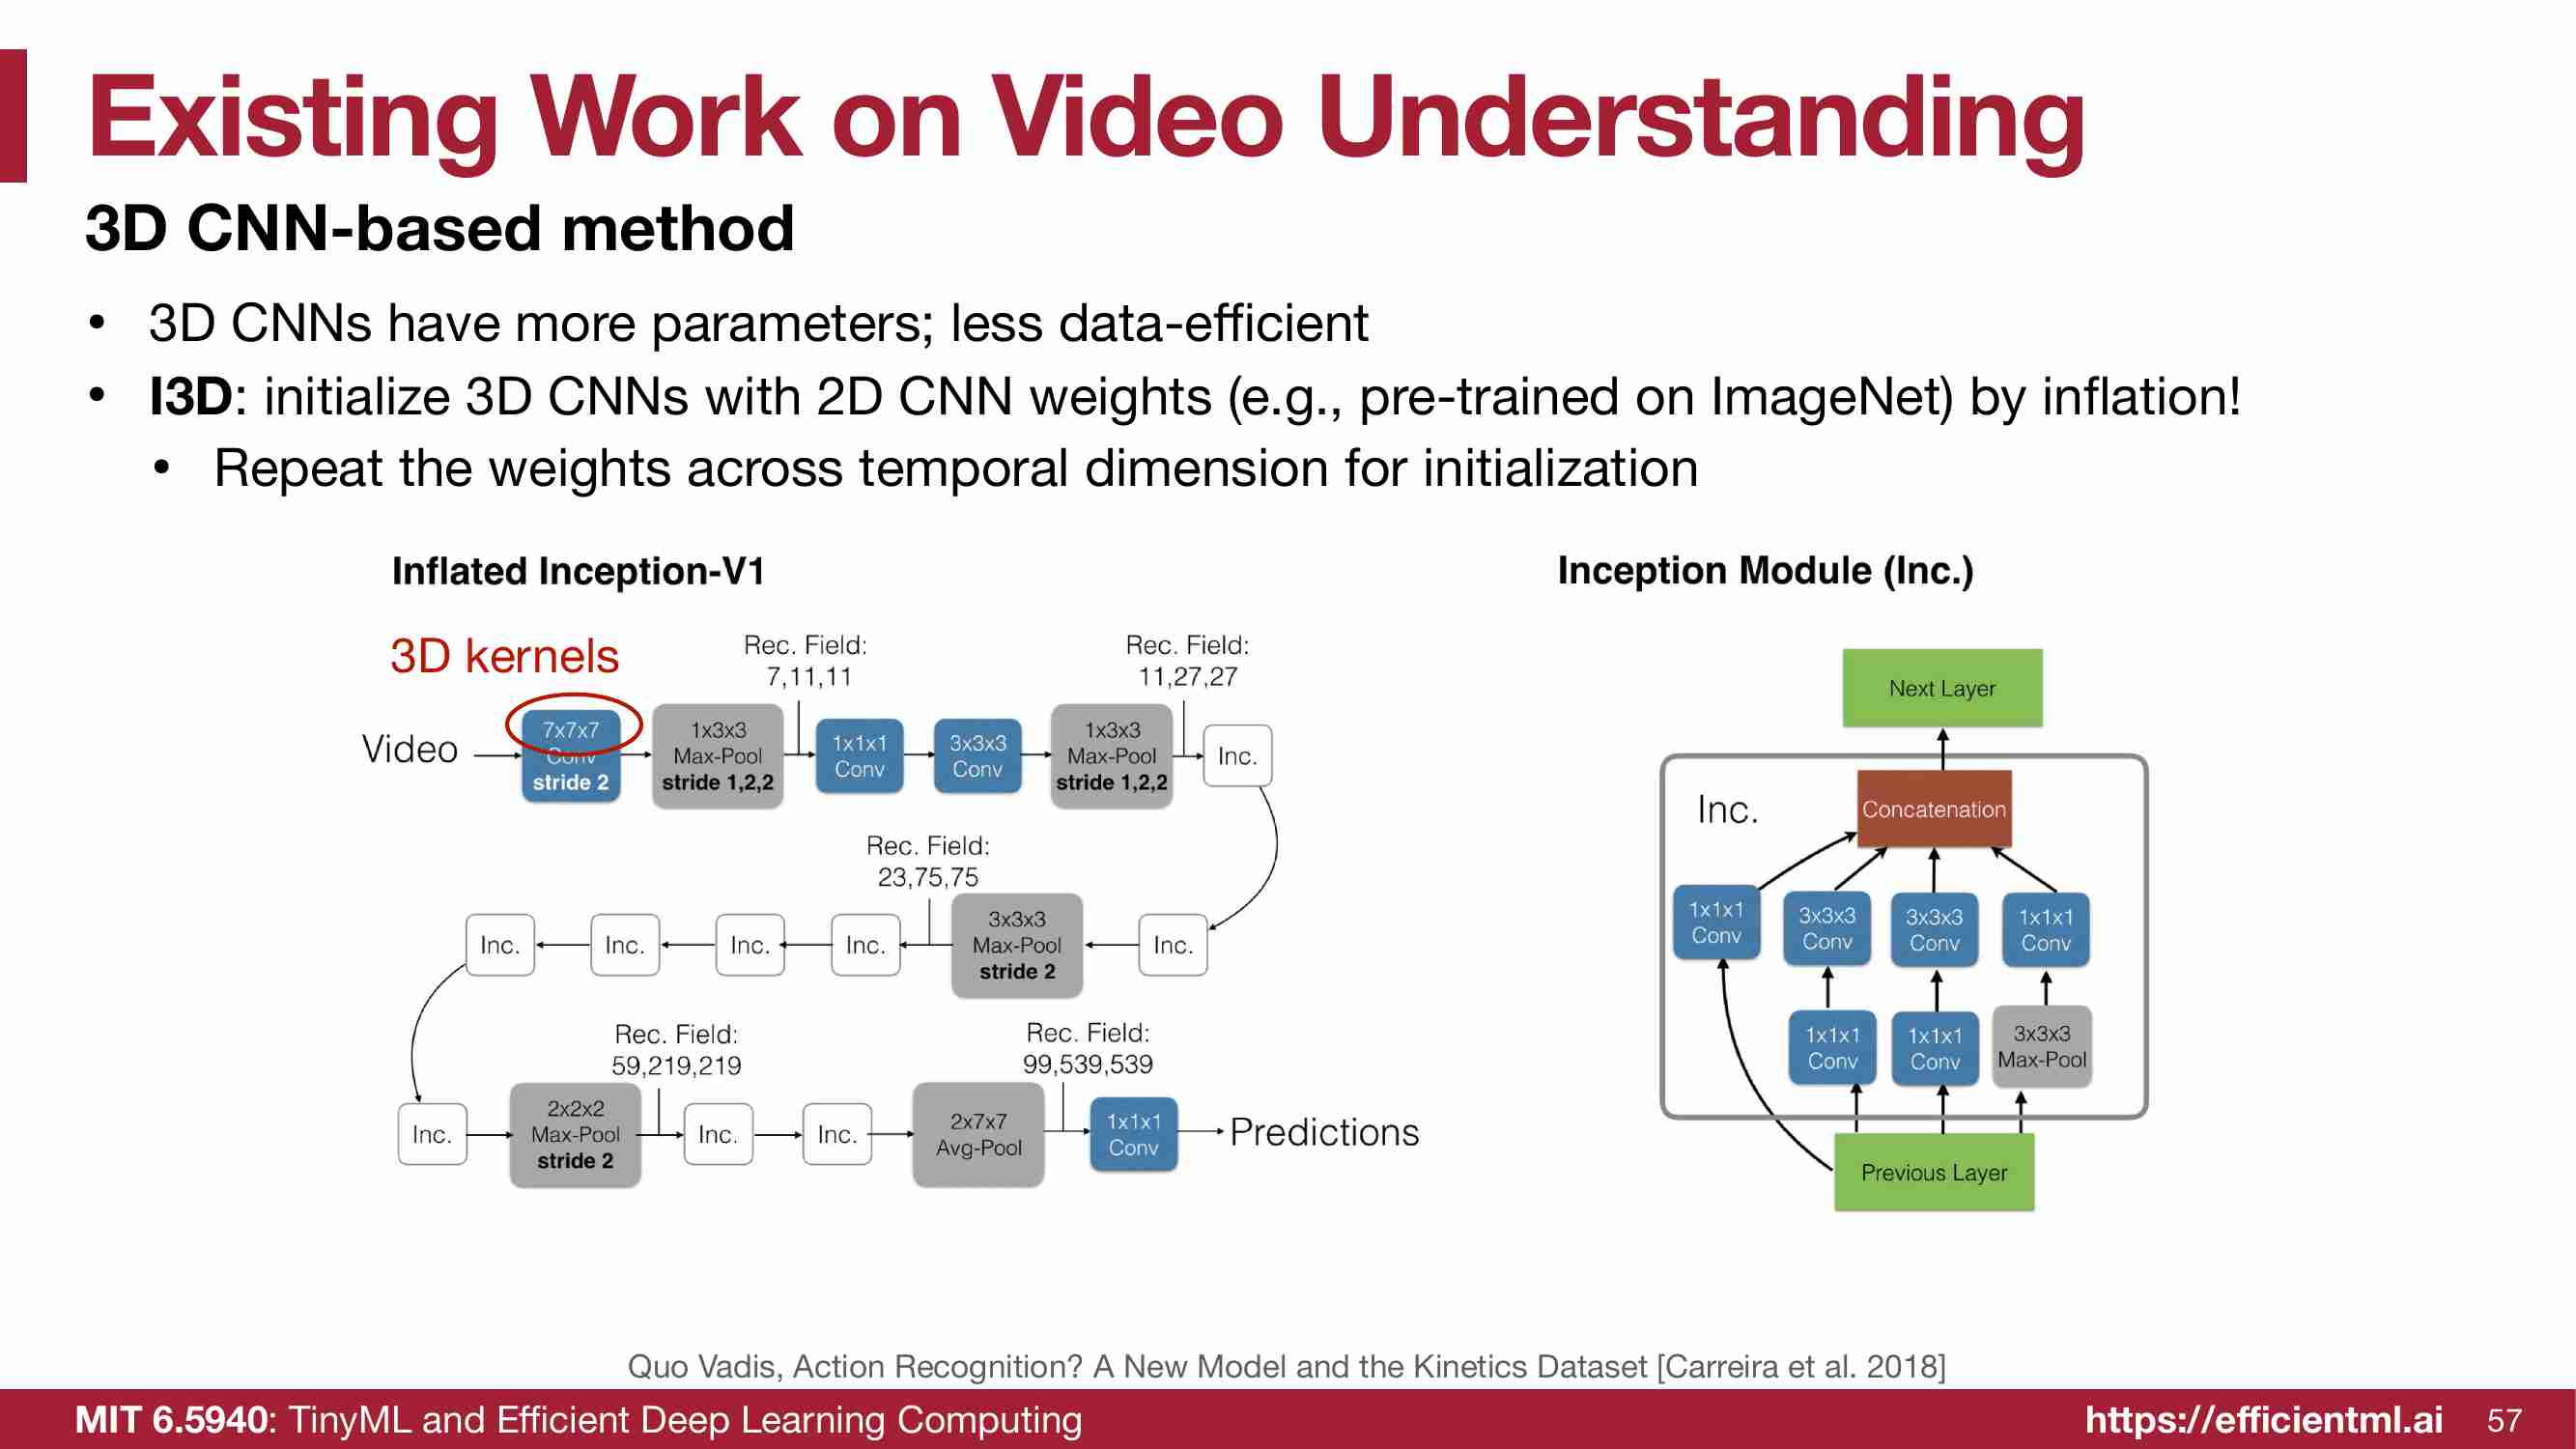 Existing Work on Video Understanding
3D CNN-based method
• 3D CNNs have more parameters; less data-efficient
• I3D: initialize 3D CNNs with 2D CNN weights (e.g., pre-trained on ImageNet) by inflation!
• Repeat the weights across temporal dimension for initialization
Inflated Inception-V1
3D kernels
Rec. Field:
7,11,11
Rec. Field:
11,27,27
Video
7x7x7
Conv
stride 2
1x3x3
Max-Pool
stride 1,2,2
1x1x1
Conv
3x3x3
Conv
1x3x3
Max-Pool
stride 1,2,2
Inc.
Rec. Field:
23,75,75
Inc.
Inc.
Inc.
Inc.
3x3x3
Max-Pool
stride 2
Inc.
Rec. Field:
59,219,219
Rec. Field:
99,539,539
Inc.
2x2x2
Max-Pool
stride 2
Inc.
Inc.
2x7x7
Avg-Pool
1x1x1
Conv
Predictions
Inception Module (Inc.)
Next Layer
Inc.
Concatenation
1x1x1
Conv
3x3x3
Conv
3x3x3
Conv
1x1x1
Conv
1x1x1
Conv
1x1x1
Conv
3x3x3
Max-Pool
Previous Layer
Quo Vadis, Action Recognition? A New Model and the Kinetics Dataset [Carreira et al. 2018]
MIT 6.5940: TinyML and Efficient Deep Learning Computing
https://efficientml.ai
57